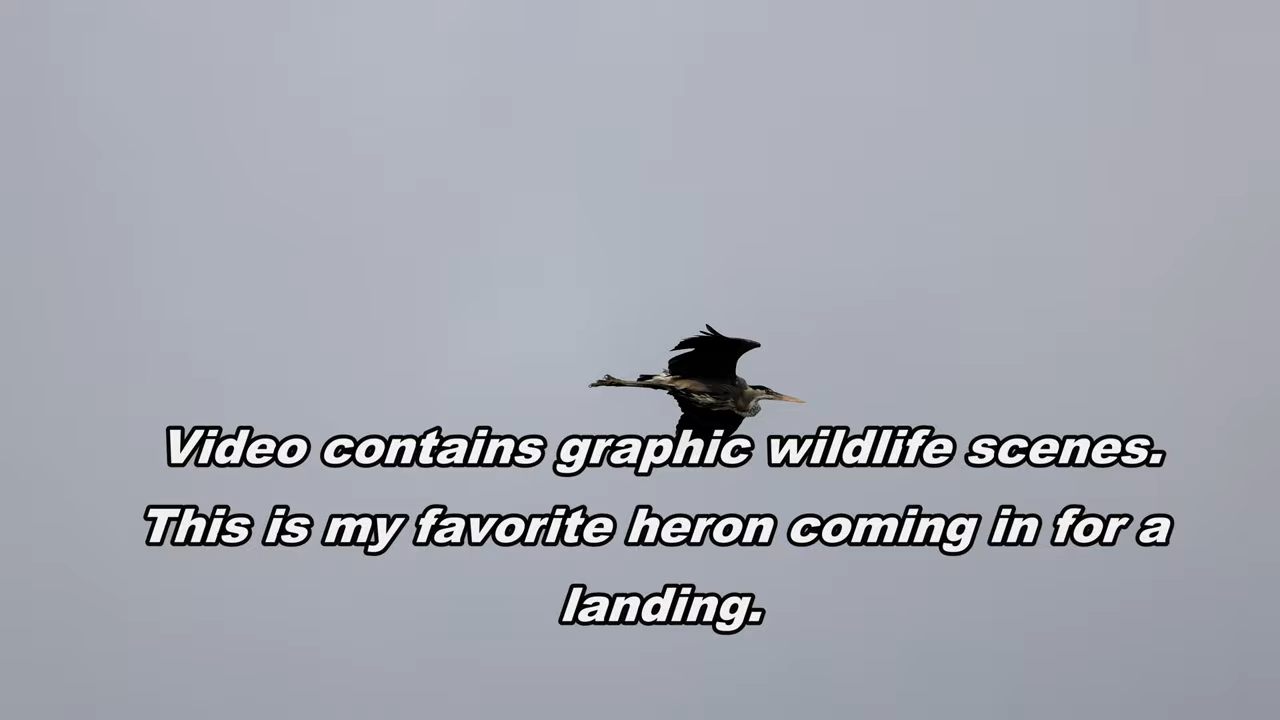 Video contains graphic wildlife scenes.
This is my favorite heron coming in for a
landing.